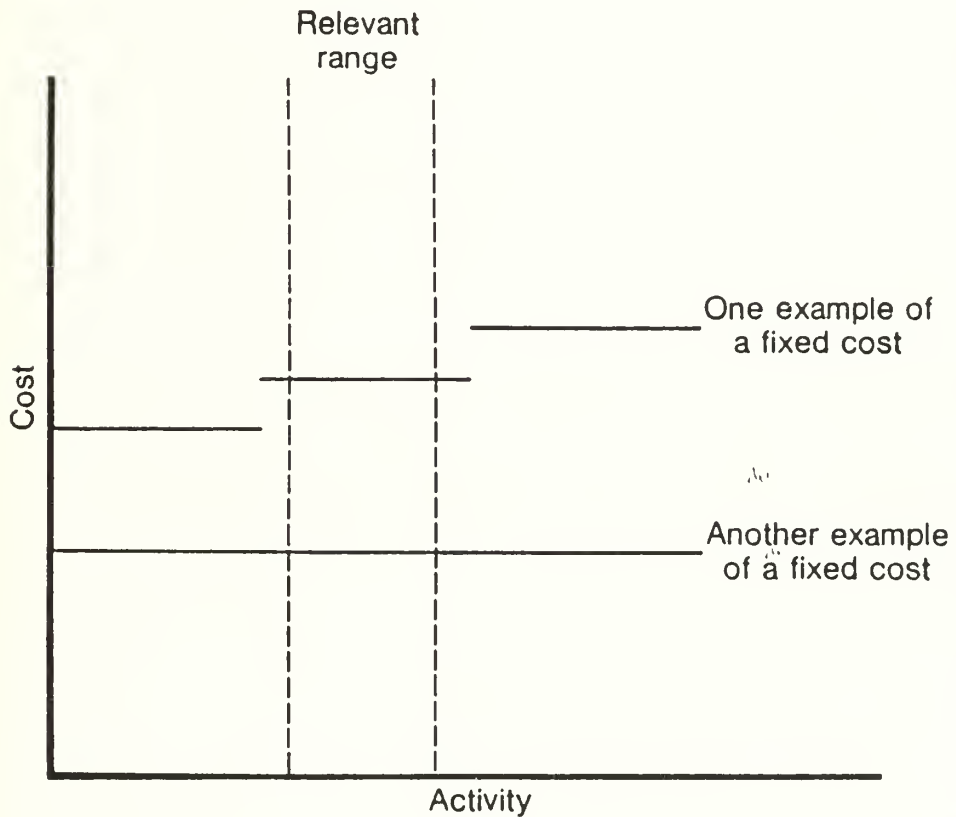 Relevant
range
Cost
One example of
a fixed cost
Another example
of a fixed cost
Activity